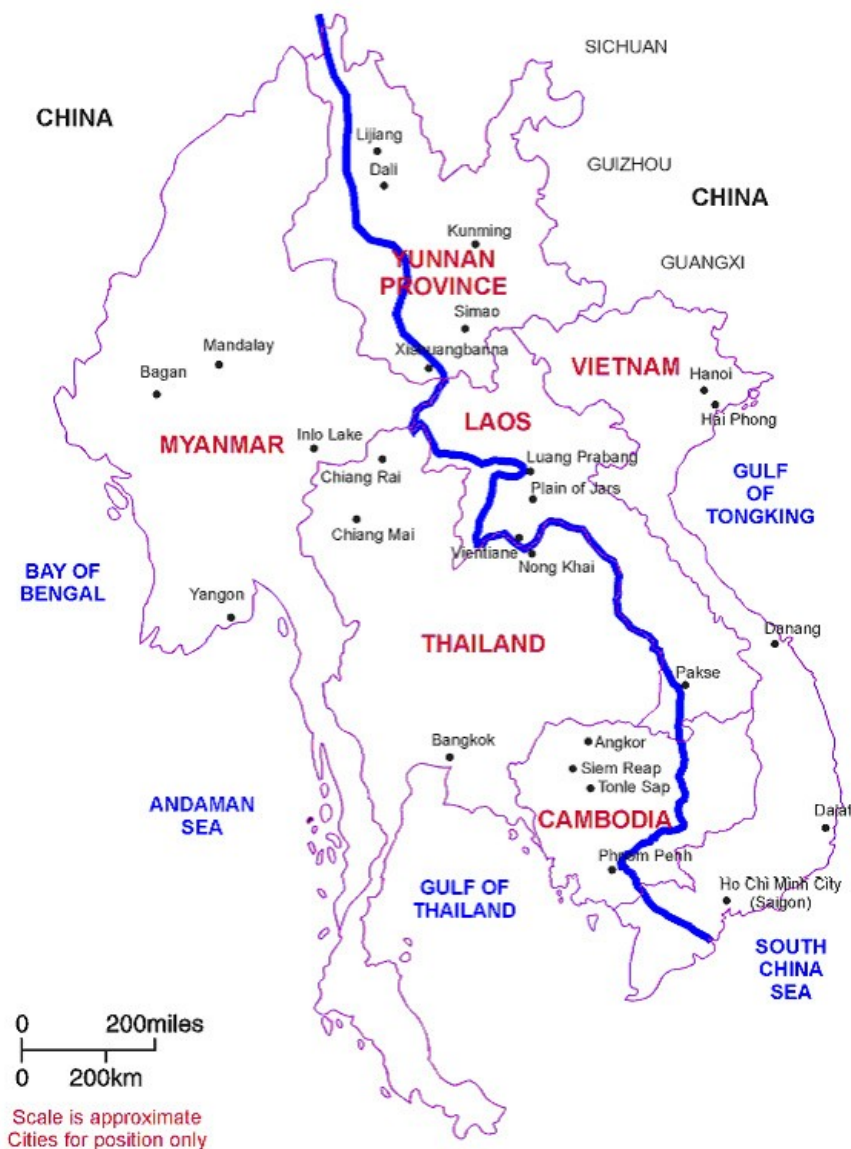 SICHUAN
CHINA
Lijiang
Dali
GUIZHOU
CHINA
Kunming
YUNNAN
PROVINCE
GUANGXI
Simao
Xishuangbanna
Mandalay
Bagan
VIETNAM
Hanoi
Hai Phong
LAOS
MYANMAR
Inlo Lake
Chiang Rai
Luang Prabang
Plain of Jars
GULF
OF
TONGKING
Chiang Mai
Vientiane
Nong Khai
BAY OF
BENGAL
Yangon
THAILAND
Danang
Pakse
Bangkok
Angkor
Siem Reap
Tonle Sap
ANDAMAN
SEA
CAMBODIA
Dalat
Phnom Penh
GULF OF
THAILAND
Ho Chi Minh City
(Saigon)
SOUTH
CHINA
SEA
0 200miles
0 200km
Scale is approximate
Cities for position only